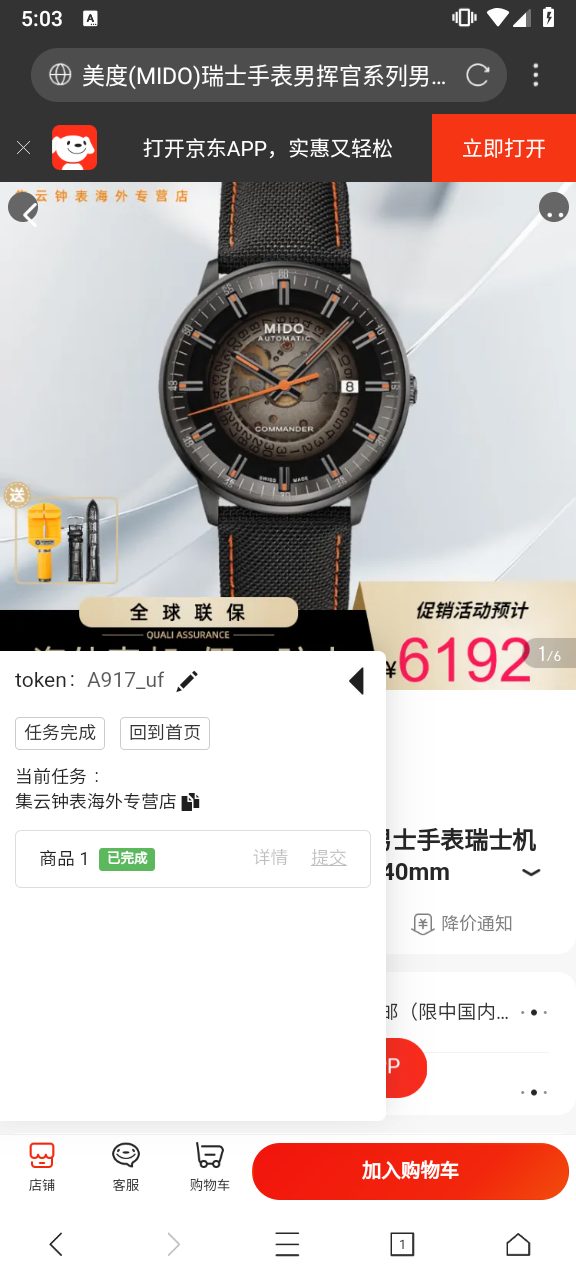 5:03
A
美度(MIDO)瑞士手表男挥官系列男...
打开京东APP，实惠又轻松
立即打开
集云钟表海外专营店
MIDO
AUTOMATIC
8
COMMANDER
SWISS MADE
送
全球联保
QUALI ASSURANCE
促销活动预计
¥6192
1/6
token： A917_uf
任务完成
回到首页
当前任务：
集云钟表海外专营店
商品 1
已完成
详情
提交
男士手表瑞士机
40mm
降价通知
邮（限中国内...
P
店铺
客服
购物车
加入购物车
1